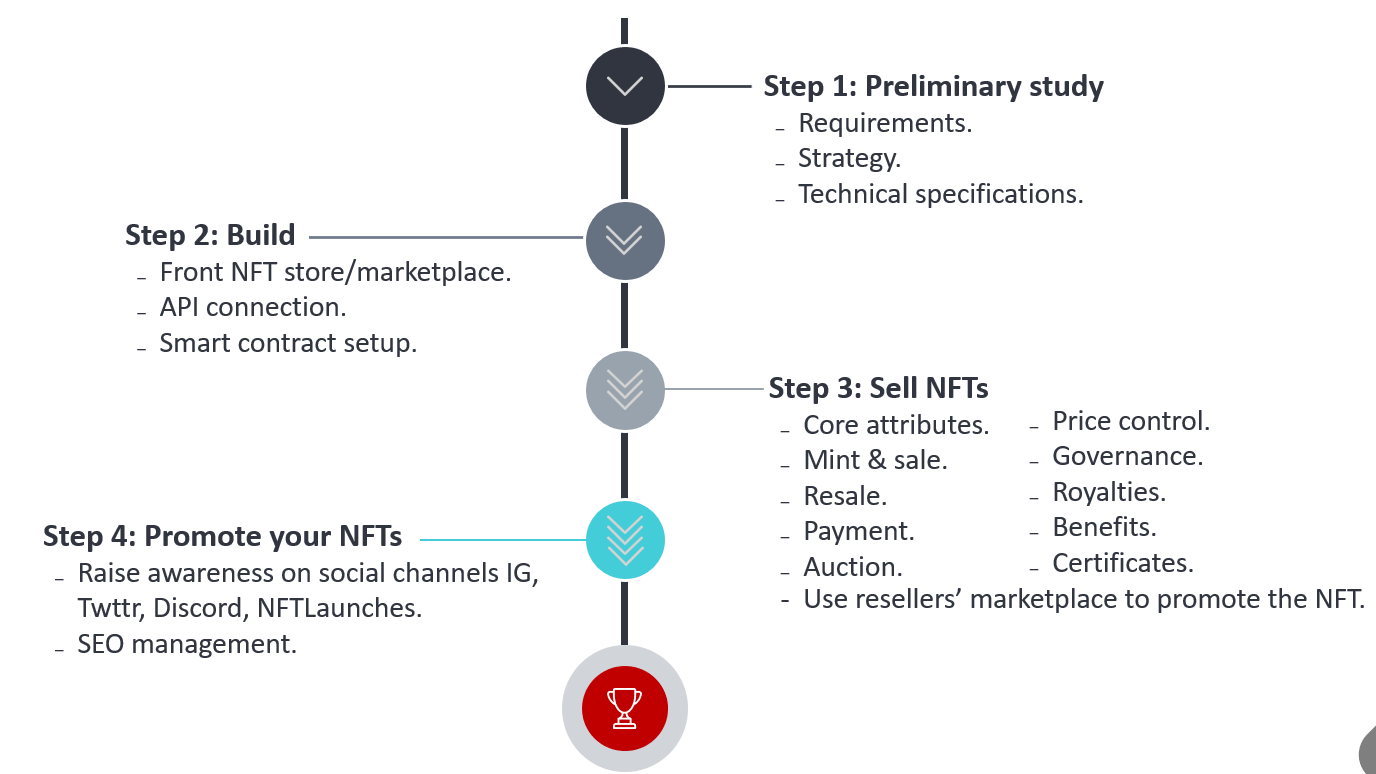 Step 1: Preliminary study
– Requirements.
– Strategy.
– Technical specifications.
Step 2: Build
– Front NFT store/marketplace.
– API connection.
– Smart contract setup.
Step 3: Sell NFTs
– Core attributes.
– Mint & sale.
– Resale.
– Payment.
– Auction.
– Price control.
– Governance.
– Royalties.
– Benefits.
– Certificates.
- Use resellers’ marketplace to promote the NFT.
Step 4: Promote your NFTs
– Raise awareness on social channels IG,
Twttr, Discord, NFTLaunches.
– SEO management.